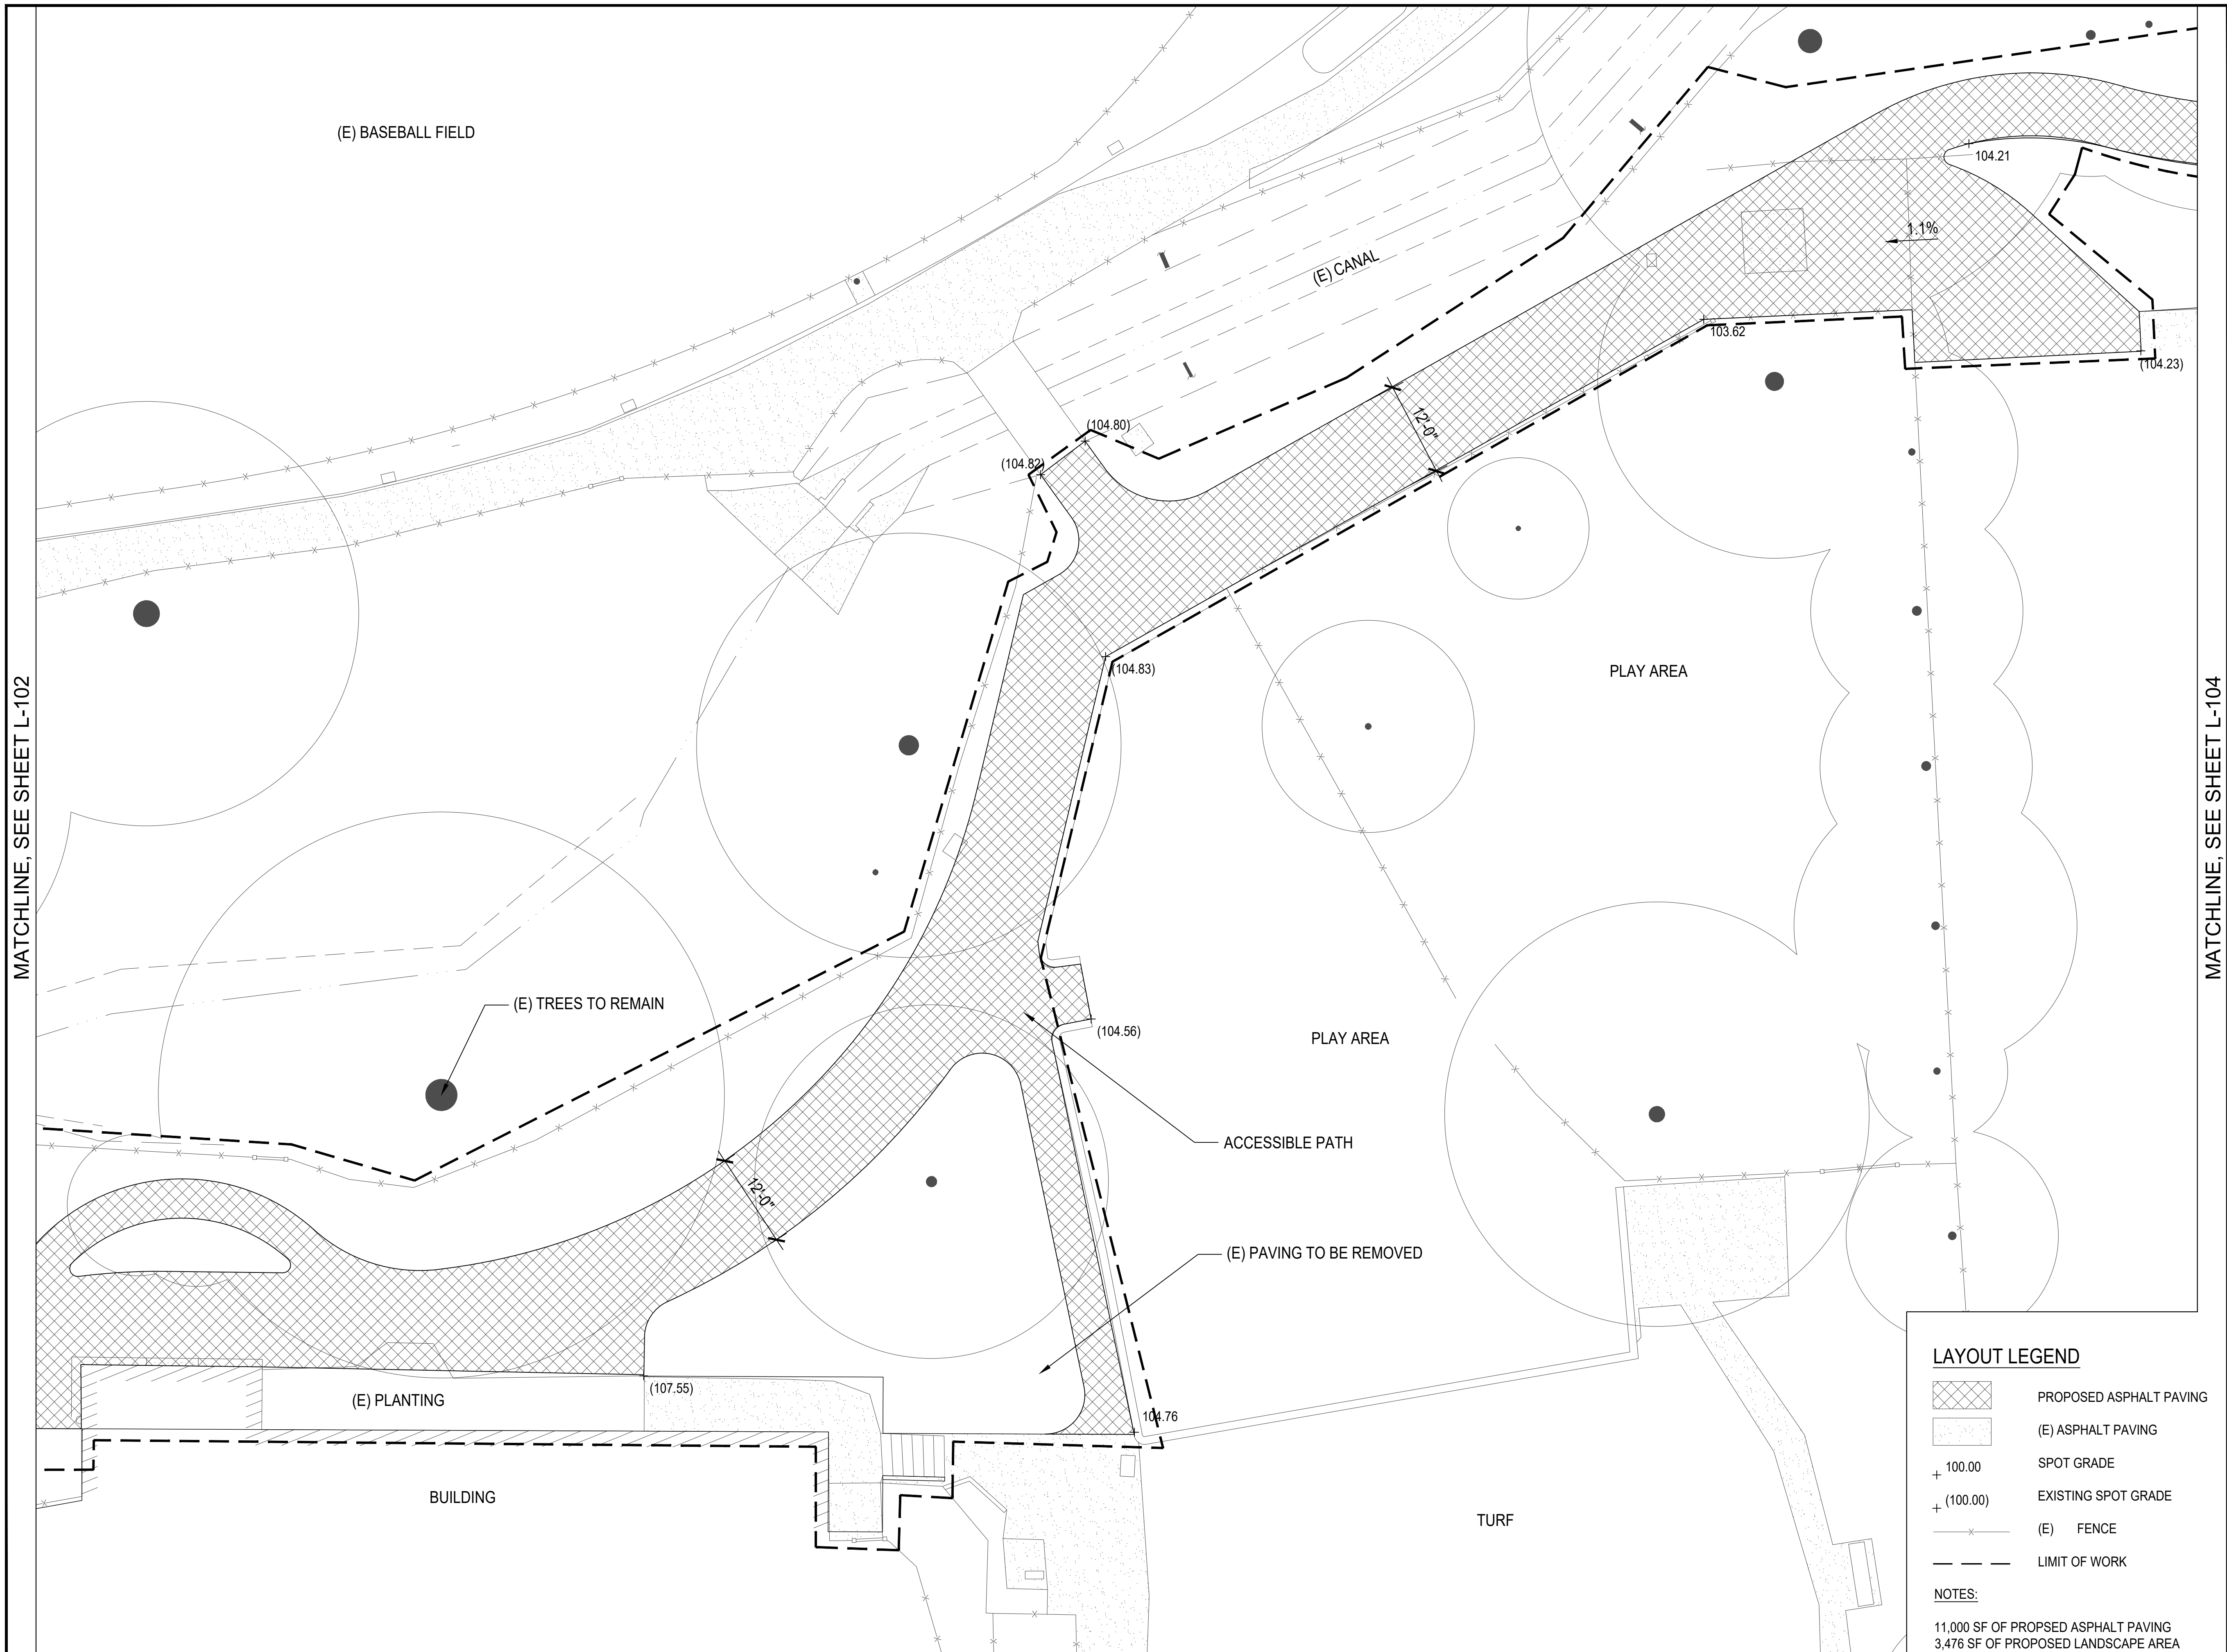 (E) BASEBALL FIELD
104.21
1.1%
(E) CANAL
103.62
(104.23)
12'-0"
(104.80)
(104.82)
(104.83)
PLAY AREA
MATCHLINE, SEE SHEET L-102
MATCHLINE, SEE SHEET L-104
(E) TREES TO REMAIN
(104.56)
PLAY AREA
ACCESSIBLE PATH
12'-0"
(E) PAVING TO BE REMOVED
(107.55)
(E) PLANTING
104.76
BUILDING
TURF
LAYOUT LEGEND
PROPOSED ASPHALT PAVING
(E) ASPHALT PAVING
100.00 SPOT GRADE
(100.00) EXISTING SPOT GRADE
(E) FENCE
LIMIT OF WORK
NOTES:
11,000 SF OF PROPSED ASPHALT PAVING
3,476 SF OF PROPOSED LANDSCAPE AREA